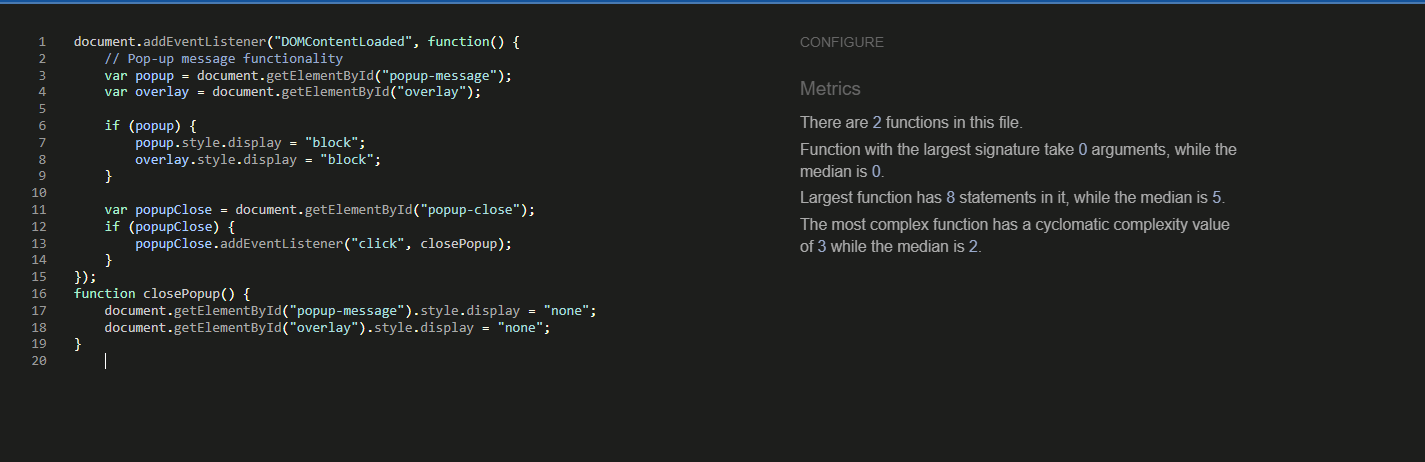 1 document.addEventListener("DOMContentLoaded", function() {
2     // Pop-up message functionality
3     var popup = document.getElementById("popup-message");
4     var overlay = document.getElementById("overlay");
5
6     if (popup) {
7         popup.style.display = "block";
8         overlay.style.display = "block";
9     }
10
11     var popupClose = document.getElementById("popup-close");
12     if (popupClose) {
13         popupClose.addEventListener("click", closePopup);
14     }
15 });
16 function closePopup() {
17     document.getElementById("popup-message").style.display = "none";
18     document.getElementById("overlay").style.display = "none";
19 }
20
CONFIGURE
Metrics
There are 2 functions in this file.
Function with the largest signature take 0 arguments, while the
median is 0.
Largest function has 8 statements in it, while the median is 5.
The most complex function has a cyclomatic complexity value
of 3 while the median is 2.